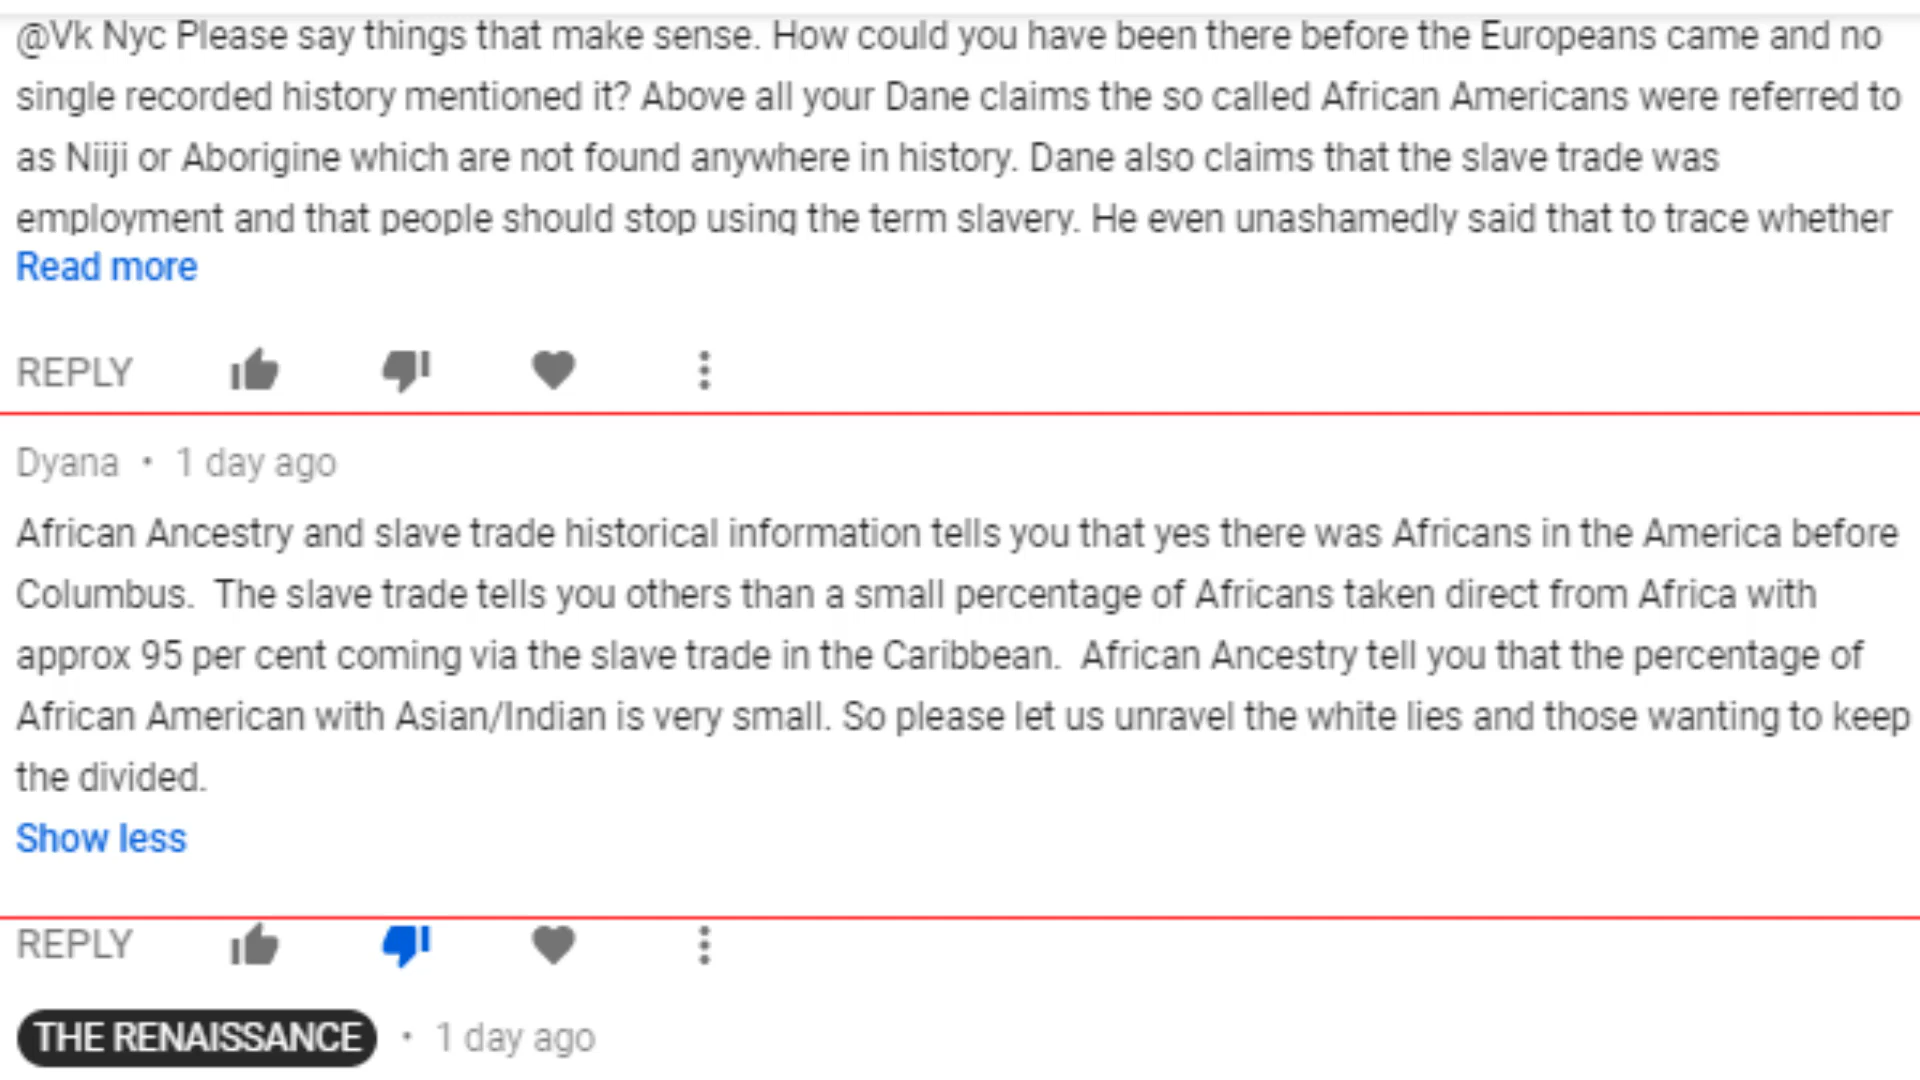 @Vk Nyc Please say things that make sense. How could you have been there before the Europeans came and no
single recorded history mentioned it? Above all your Dane claims the so called African Americans were referred to
as Niiji or Aborigine which are not found anywhere in history. Dane also claims that the slave trade was
employment and that people should stop using the term slavery. He even unashamedly said that to trace whether
Read more
REPLY
Dyana • 1 day ago
African Ancestry and slave trade historical information tells you that yes there was Africans in the America before
Columbus.  The slave trade tells you others than a small percentage of Africans taken direct from Africa with
approx 95 per cent coming via the slave trade in the Caribbean.  African Ancestry tell you that the percentage of
African American with Asian/Indian is very small. So please let us unravel the white lies and those wanting to keep
the divided.
Show less
REPLY
THE RENAISSANCE • 1 day ago